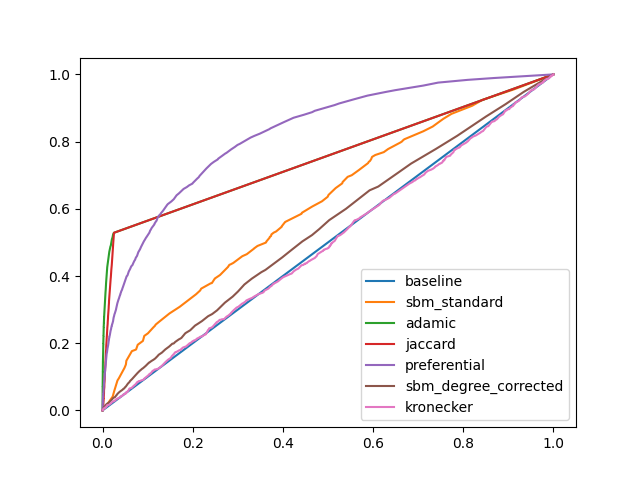 1.0
0.8
0.6
0.4
0.2
0.0
0.0 0.2 0.4 0.6 0.8 1.0
baseline
sbm_standard
adamic
jaccard
preferential
sbm_degree_corrected
kronecker